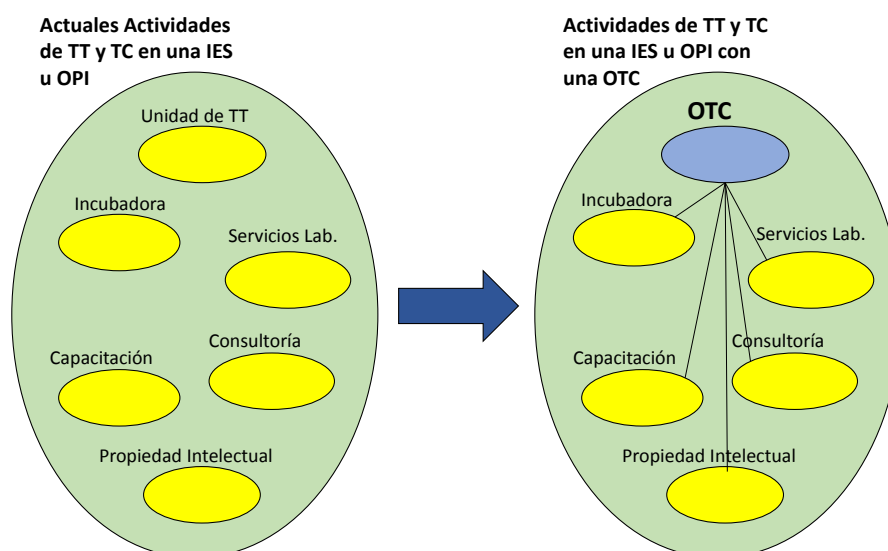 Actuales Actividades
de TT y TC en una IES
u OPI
Unidad de TT
Incubadora
Servicios Lab.
Capacitación
Consultoría
Propiedad Intelectual
Actividades de TT y TC
en una IES u OPI con
una OTC
OTC
Incubadora
Servicios Lab.
Capacitación
Consultoría
Propiedad Intelectual